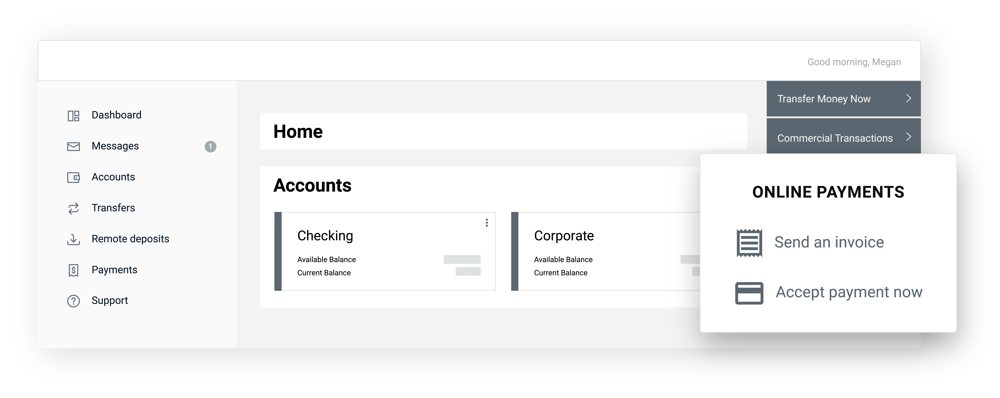 Good morning, Megan
Dashboard
Messages
1
Accounts
Transfers
Remote deposits
Payments
Support
Home
Accounts
Checking
Available Balance
Current Balance
Corporate
Available Balance
Current Balance
Transfer Money Now
Commercial Transactions
ONLINE PAYMENTS
Send an invoice
Accept payment now